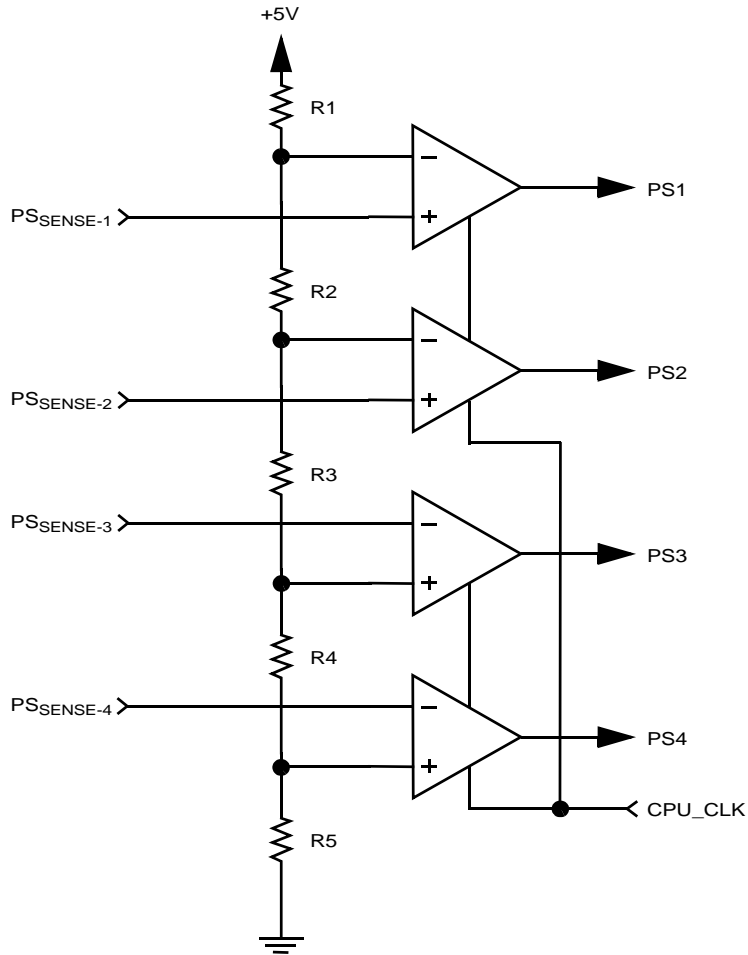 +5V
R1
−
PS1
PSSENSE-1
+
R2
−
PS2
PSSENSE-2
+
R3
PSSENSE-3
−
PS3
+
R4
PSSENSE-4
−
PS4
+
CPU_CLK
R5